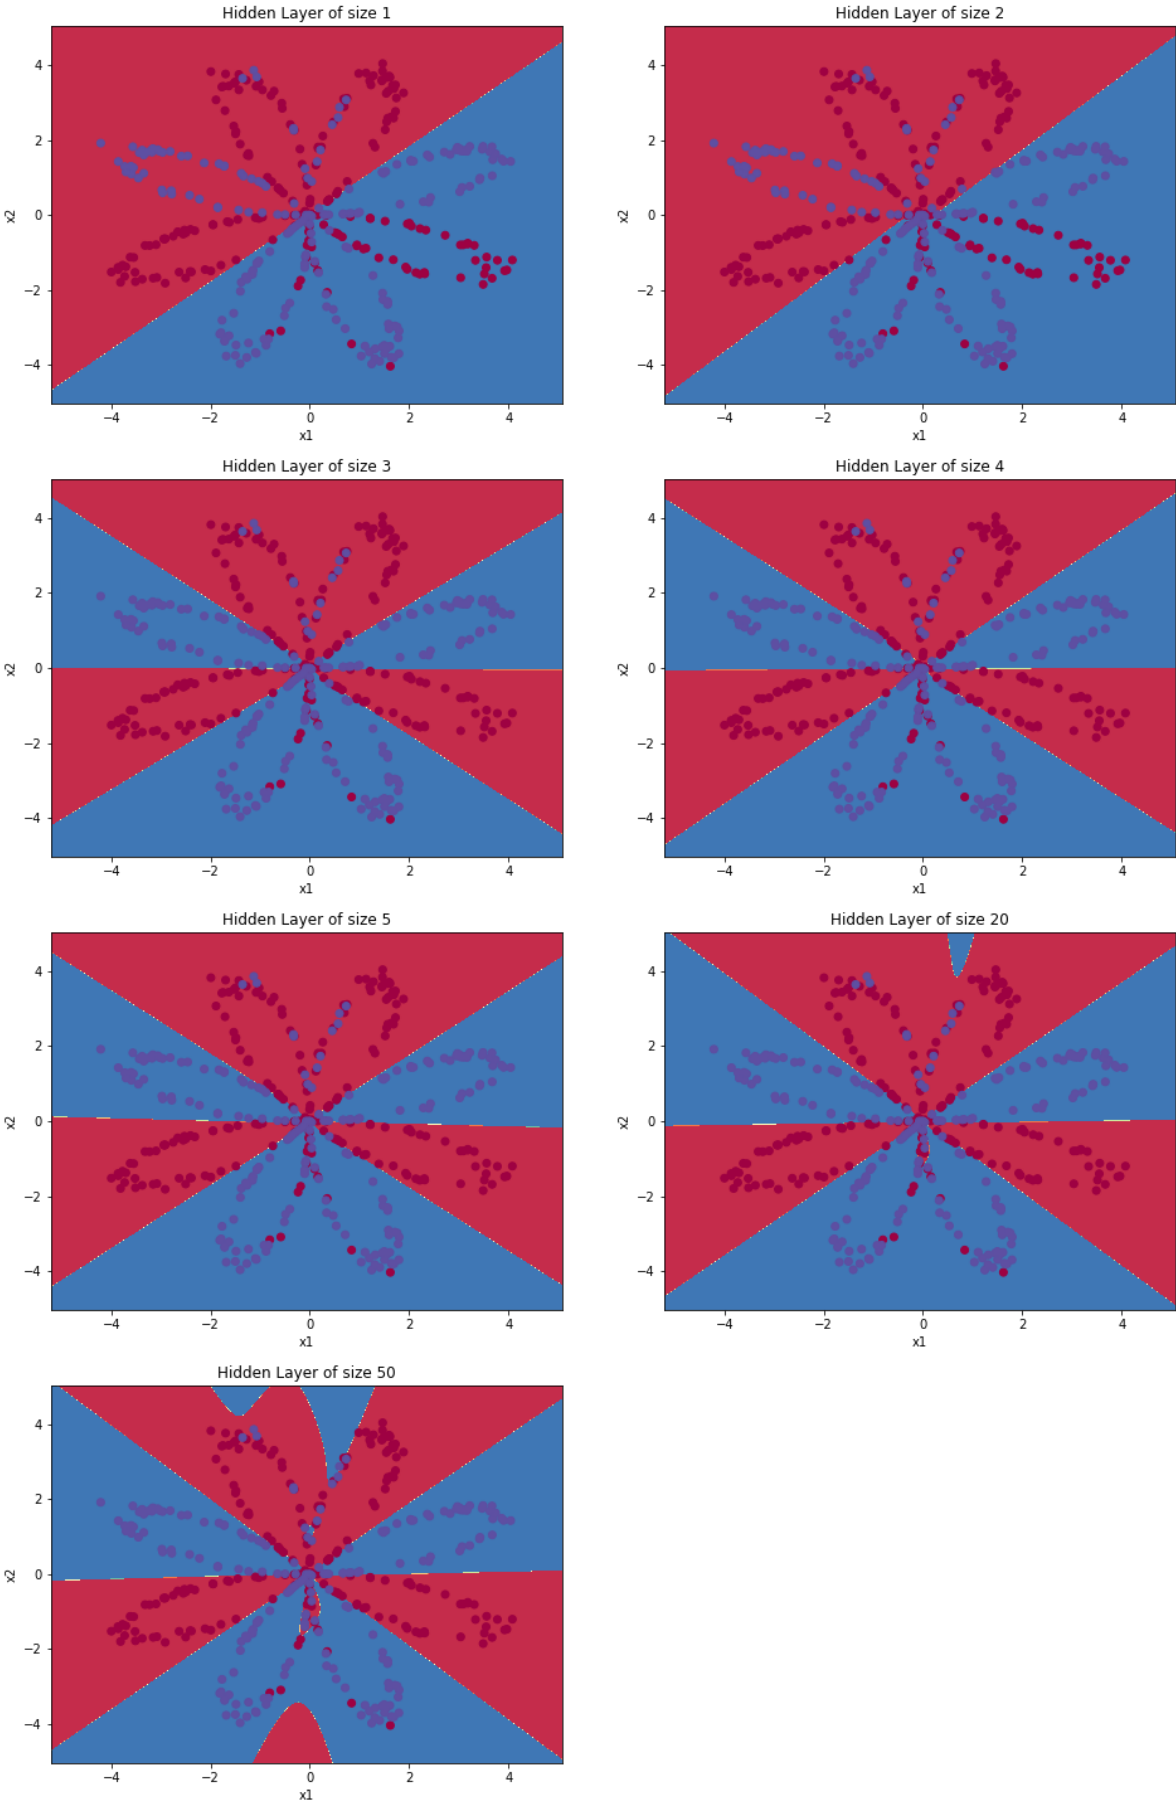 Hidden Layer of size 1
4
2
0
−2
−4
x2
−4 −2 0 2 4
x1
Hidden Layer of size 2
4
2
0
−2
−4
x2
−4 −2 0 2 4
x1
Hidden Layer of size 3
4
2
0
−2
−4
x2
−4 −2 0 2 4
x1
Hidden Layer of size 4
4
2
0
−2
−4
x2
−4 −2 0 2 4
x1
Hidden Layer of size 5
4
2
0
−2
−4
x2
−4 −2 0 2 4
x1
Hidden Layer of size 20
4
2
0
−2
−4
x2
−4 −2 0 2 4
x1
Hidden Layer of size 50
4
2
0
−2
−4
x2
−4 −2 0 2 4
x1